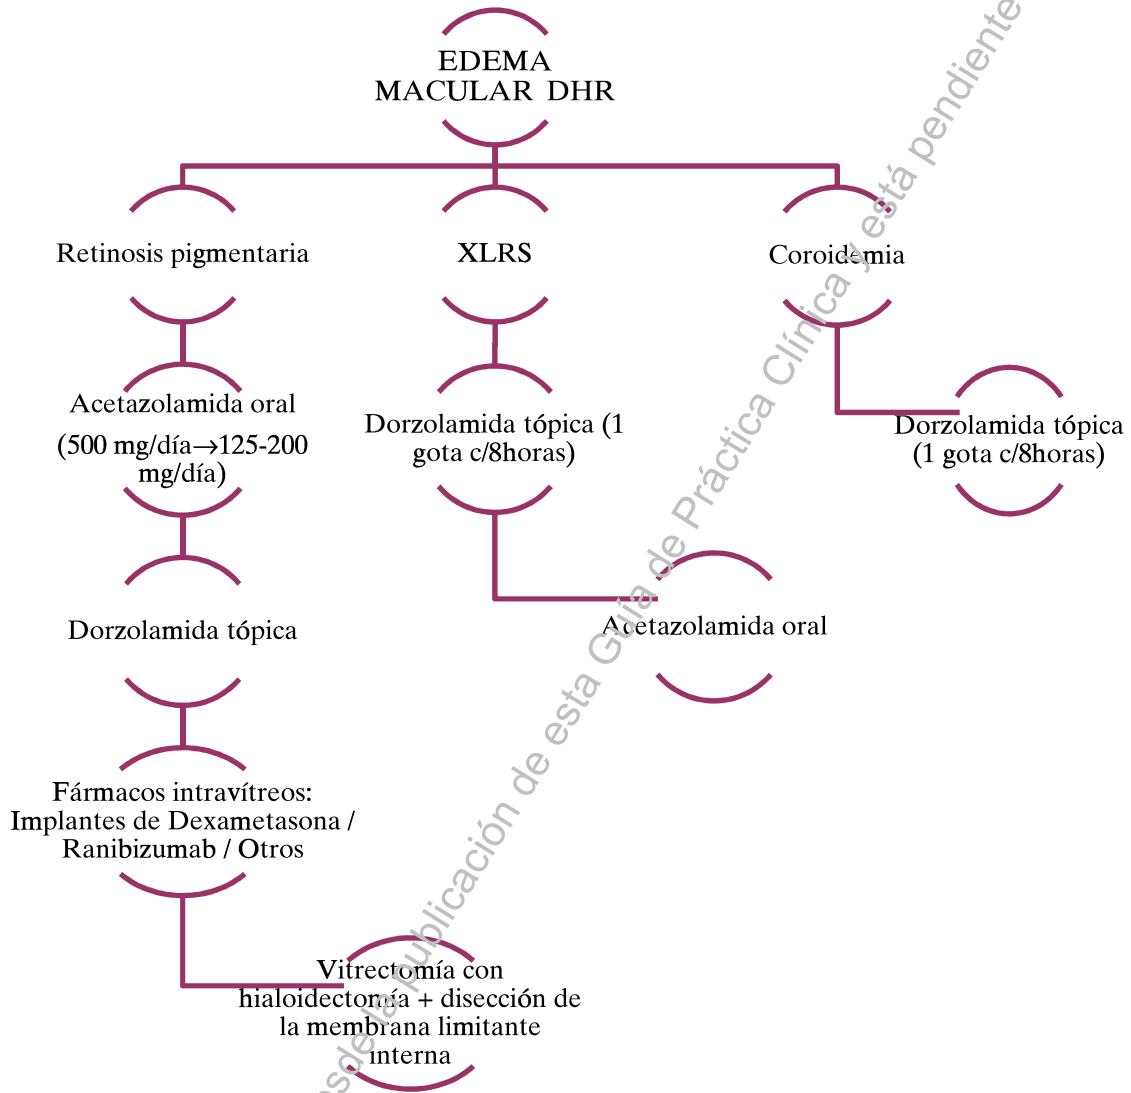 EDEMA
MACULAR DHR
Retinosis pigmentaria
XLRS
Coroidemia
Acetazolamida oral
(500 mg/día→125-200
mg/día)
Dorzolamida tópica (1
gota c/8horas)
Dorzolamida tópica
(1 gota c/8horas)
Dorzolamida tópica
Acetazolamida oral
Fármacos intravítreos:
Implantes de Dexametasona /
Ranibizumab / Otros
Vitrectomía con
hialoidectomía + disección de
la membrana limitante
interna
la publicación de esta Guía de Práctica Clínica y está pendiente